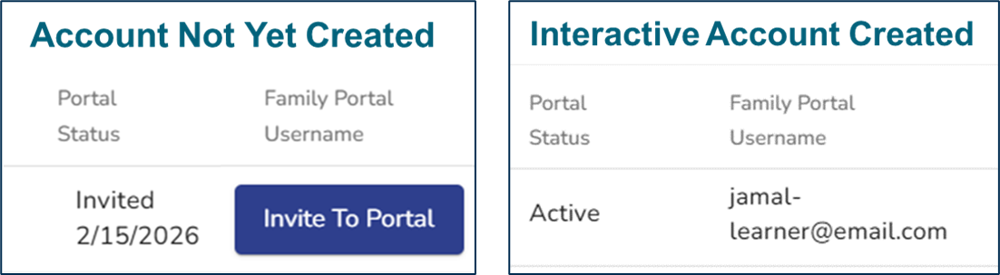 Account Not Yet Created
Portal Status
Family Portal Username
Invited 2/15/2026
Invite To Portal
Interactive Account Created
Portal Status
Family Portal Username
Active
jamal-
learner@email.com